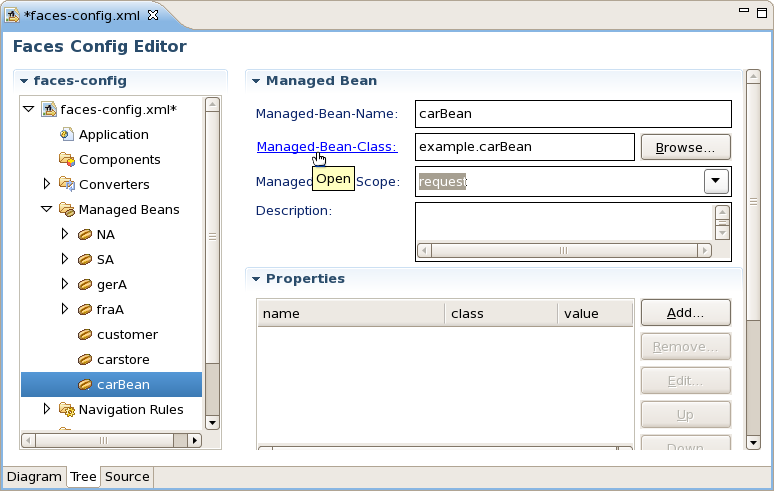 *faces-config.xml
Faces Config Editor
faces-config
faces-config.xml*
Application
Components
Converters
Managed Beans
NA
SA
gerA
fraA
customer
carstore
carBean
Navigation Rules
Managed Bean
Managed-Bean-Name: carBean
Managed-Bean-Class: example.carBean Browse...
Managed Scope: request
Open
Description:
Properties
name class value
Add...
Remove...
Edit...
Up
Down
Diagram Tree Source